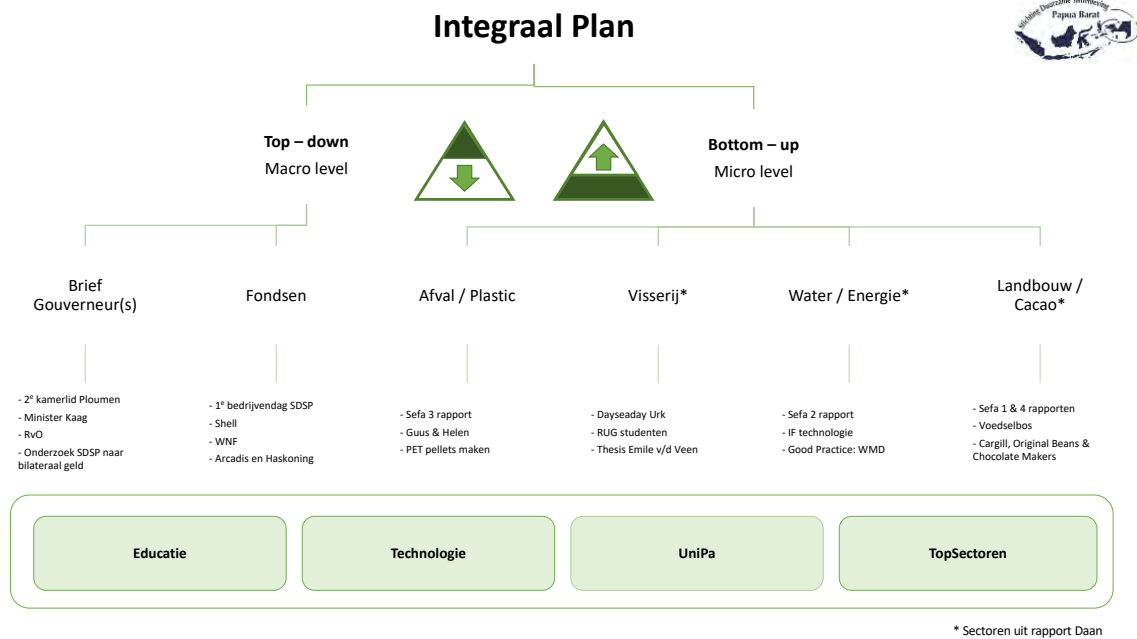 Integraal Plan
Stichting Duurzame Samenleving
Papua Barat
Top – down
Macro level
Bottom – up
Micro level
Brief
Gouverneur(s)
Fondsen
Afval / Plastic
Visserij*
Water / Energie*
Landbouw /
Cacao*
- 2e kamerlid Ploumen
- Minister Kaag
- RvO
- Onderzoek SDSP naar
bilateraal geld
- 1e bedrijvendag SDSP
- Shell
- WNF
- Arcadis en Haskoning
- Sefa 3 rapport
- Guus & Helen
- PET pellets maken
- Dayseaday Urk
- RUG studenten
- Thesis Emile v/d Veen
- Sefa 2 rapport
- IF technologie
- Good Practice: WMD
- Sefa 1 & 4 rapporten
- Voedselbos
- Cargill, Original Beans &
Chocolate Makers
Educatie
Technologie
UniPa
TopSectoren
* Sectoren uit rapport Daan